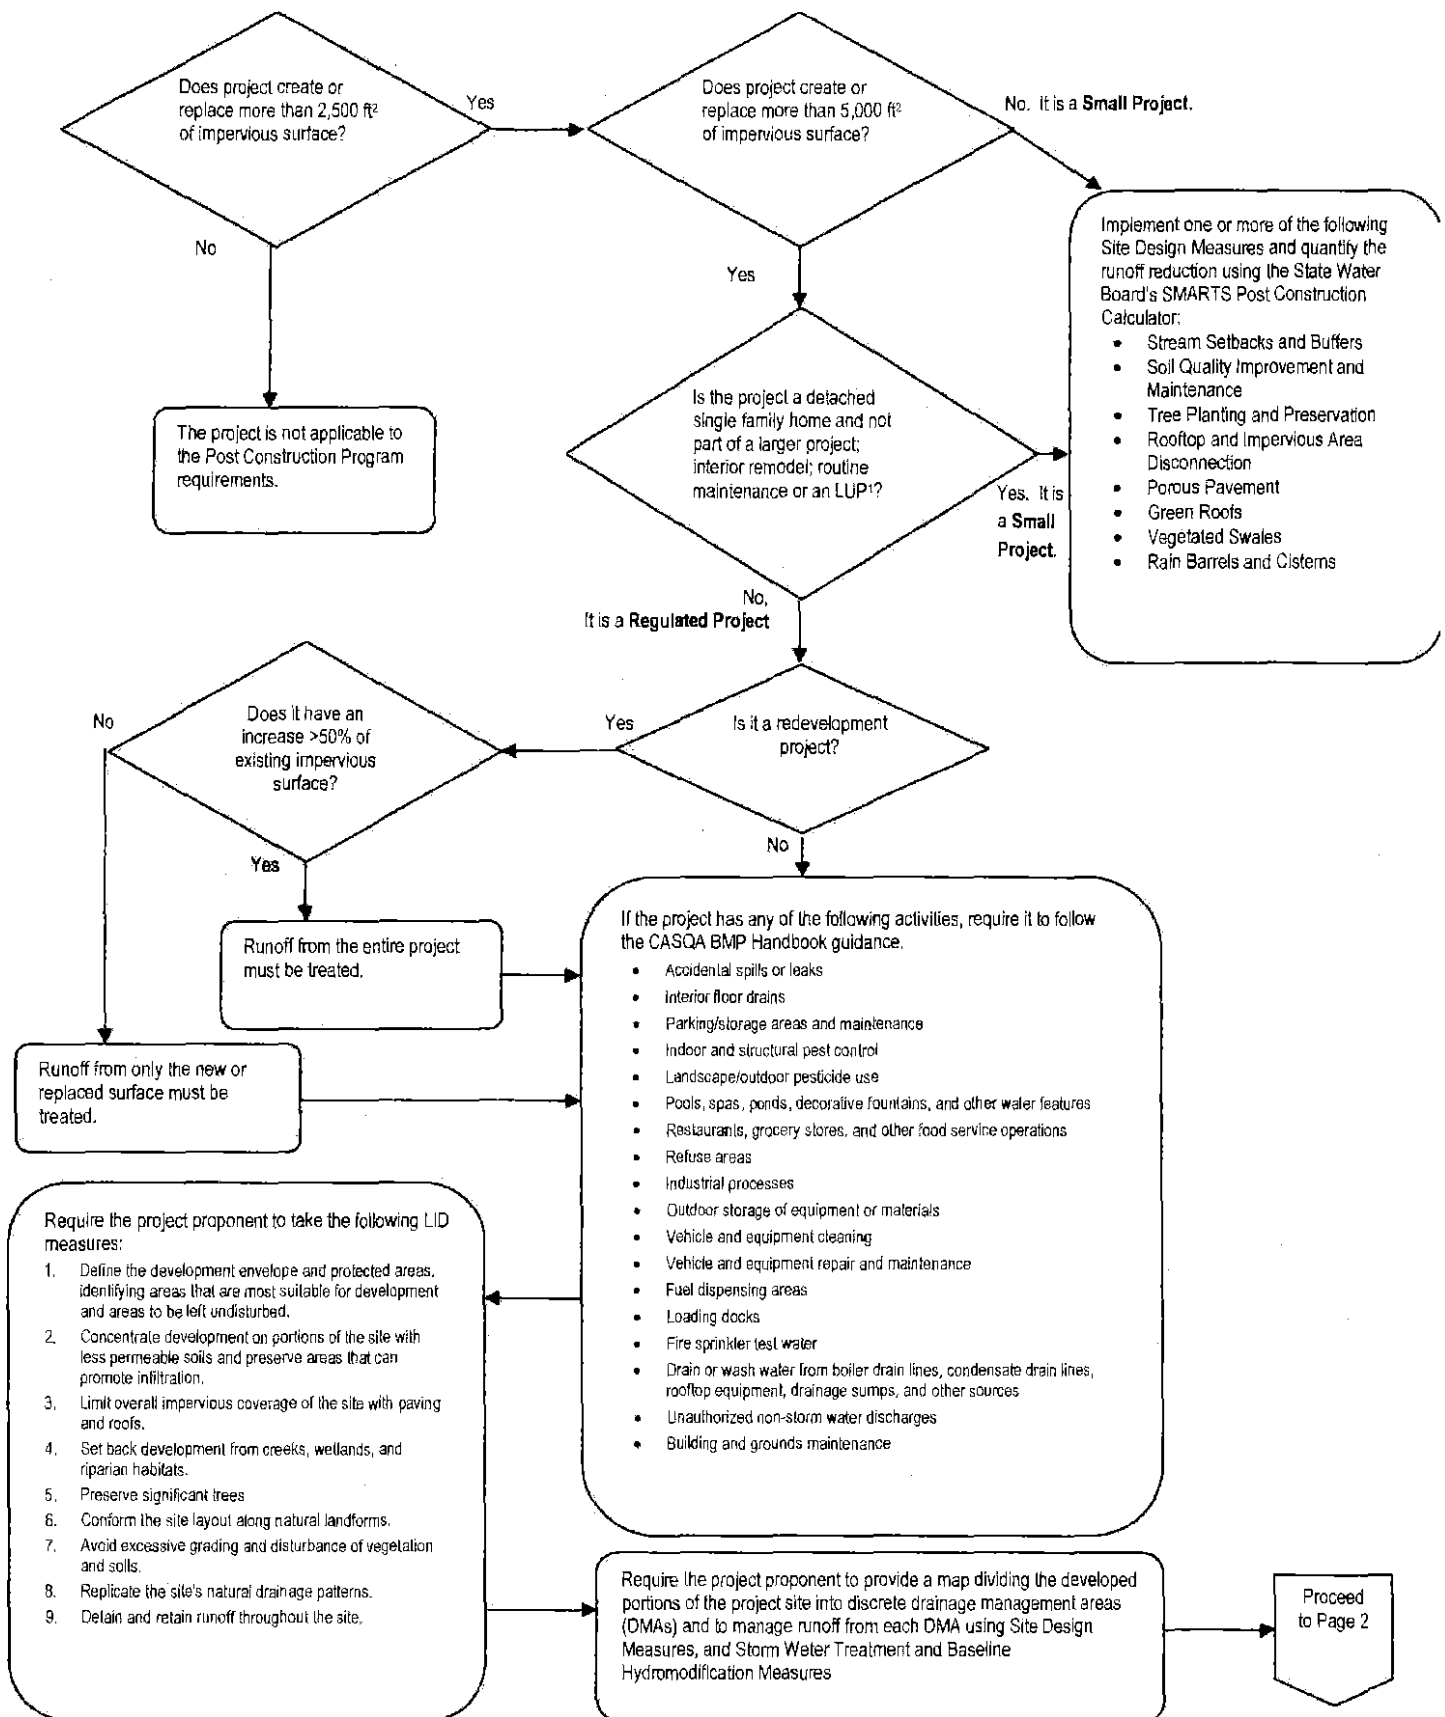 Does project create or
replace more than 2,500 ft²
of impervious surface?
Yes
Does project create or
replace more than 5,000 ft²
of impervious surface?
No. It is a Small Project.
No
Yes
Implement one or more of the following
Site Design Measures and quantify the
runoff reduction using the State Water
Board's SMARTS Post Construction
Calculator:
• Stream Setbacks and Buffers
• Soil Quality Improvement and
Maintenance
• Tree Planting and Preservation
• Rooftop and Impervious Area
Disconnection
• Porous Pavement
• Green Roofs
• Vegetated Swales
• Rain Barrels and Cisterns
The project is not applicable to
the Post Construction Program
requirements.
Is the project a detached
single family home and not
part of a larger project;
interior remodel; routine
maintenance or an LUP¹?
Yes. It is
a Small
Project.
No,
It is a Regulated Project
No
Does it have an
increase >50% of
existing impervious
surface?
Yes
Is it a redevelopment
project?
Yes
No
Runoff from the entire project
must be treated.
Runoff from only the new or
replaced surface must be
treated.
If the project has any of the following activities, require it to follow
the CASQA BMP Handbook guidance.
• Accidental spills or leaks
• Interior floor drains
• Parking/storage areas and maintenance
• Indoor and structural pest control
• Landscape/outdoor pesticide use
• Pools, spas, ponds, decorative fountains, and other water features
• Restaurants, grocery stores, and other food service operations
• Refuse areas
• Industrial processes
• Outdoor storage of equipment or materials
• Vehicle and equipment cleaning
• Vehicle and equipment repair and maintenance
• Fuel dispensing areas
• Loading docks
• Fire sprinkler test water
• Drain or wash water from boiler drain lines, condensate drain lines,
rooftop equipment, drainage sumps, and other sources
• Unauthorized non-storm water discharges
• Building and grounds maintenance
Require the project proponent to take the following LID
measures:
1. Define the development envelope and protected areas,
identifying areas that are most suitable for development
and areas to be left undisturbed.
2. Concentrate development on portions of the site with
less permeable soils and preserve areas that can
promote infiltration.
3. Limit overall impervious coverage of the site with paving
and roofs.
4. Set back development from creeks, wetlands, and
riparian habitats.
5. Preserve significant trees
6. Conform the site layout along natural landforms.
7. Avoid excessive grading and disturbance of vegetation
and soils.
8. Replicate the site's natural drainage patterns.
9. Detain and retain runoff throughout the site.
Require the project proponent to provide a map dividing the developed
portions of the project site into discrete drainage management areas
(DMAs) and to manage runoff from each DMA using Site Design
Measures, and Storm Water Treatment and Baseline
Hydromodification Measures
Proceed
to Page 2